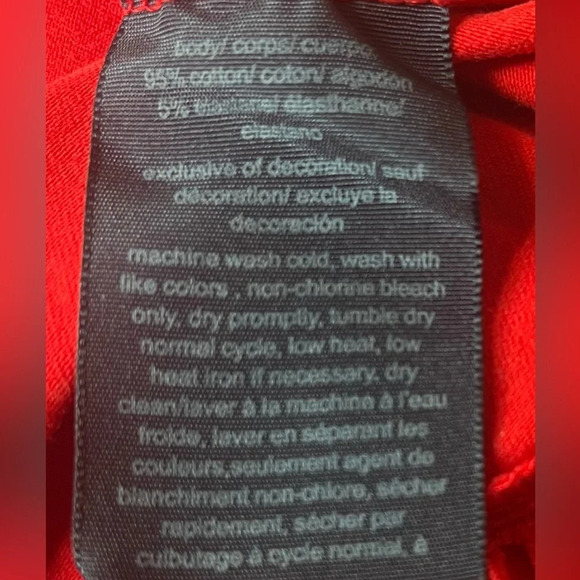 body/ corps/ cuerpo
95% cotton/ coton/ algodón
5% elastane/ élasthanne/
elastano
exclusive of decoration/ sauf
décoration/ excluye la
decoración
machine wash cold, wash with
like colors , non-chlorine bleach
only, dry promptly, tumble dry
normal cycle, low heat, low
heat iron if necessary. dry
clean/laver à la machine à l'eau
froide, laver en séparant les
couleurs,seulement agent de
blanchiment non-chlore, sécher
rapidement, sécher par
culbutage à cycle normal, à